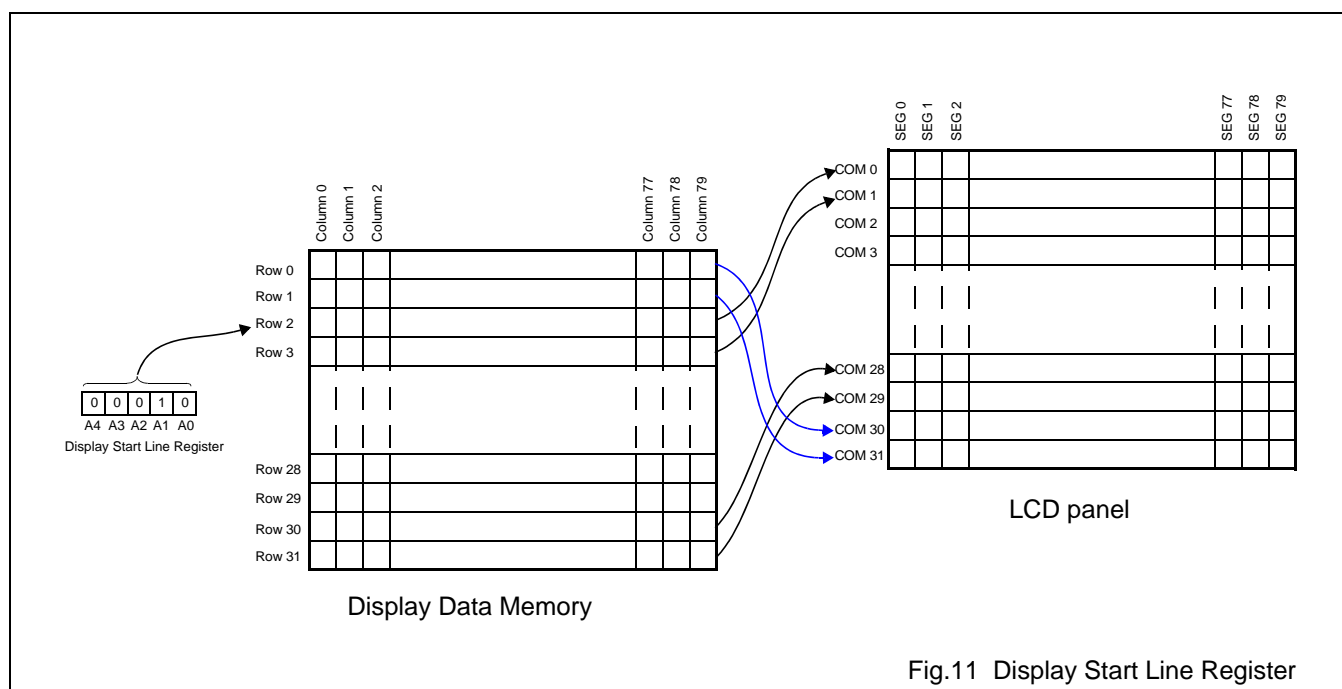 SEG 0
SEG 1
SEG 2
SEG 77
SEG 78
SEG 79
COM 0
COM 1
COM 2
COM 3
COM 28
COM 29
COM 30
COM 31
LCD panel
Column 0
Column 1
Column 2
Column 77
Column 78
Column 79
Row 0
Row 1
Row 2
Row 3
Row 28
Row 29
Row 30
Row 31
Display Data Memory
0 0 0 1 0
A4 A3 A2 A1 A0
Display Start Line Register
Fig.11 Display Start Line Register